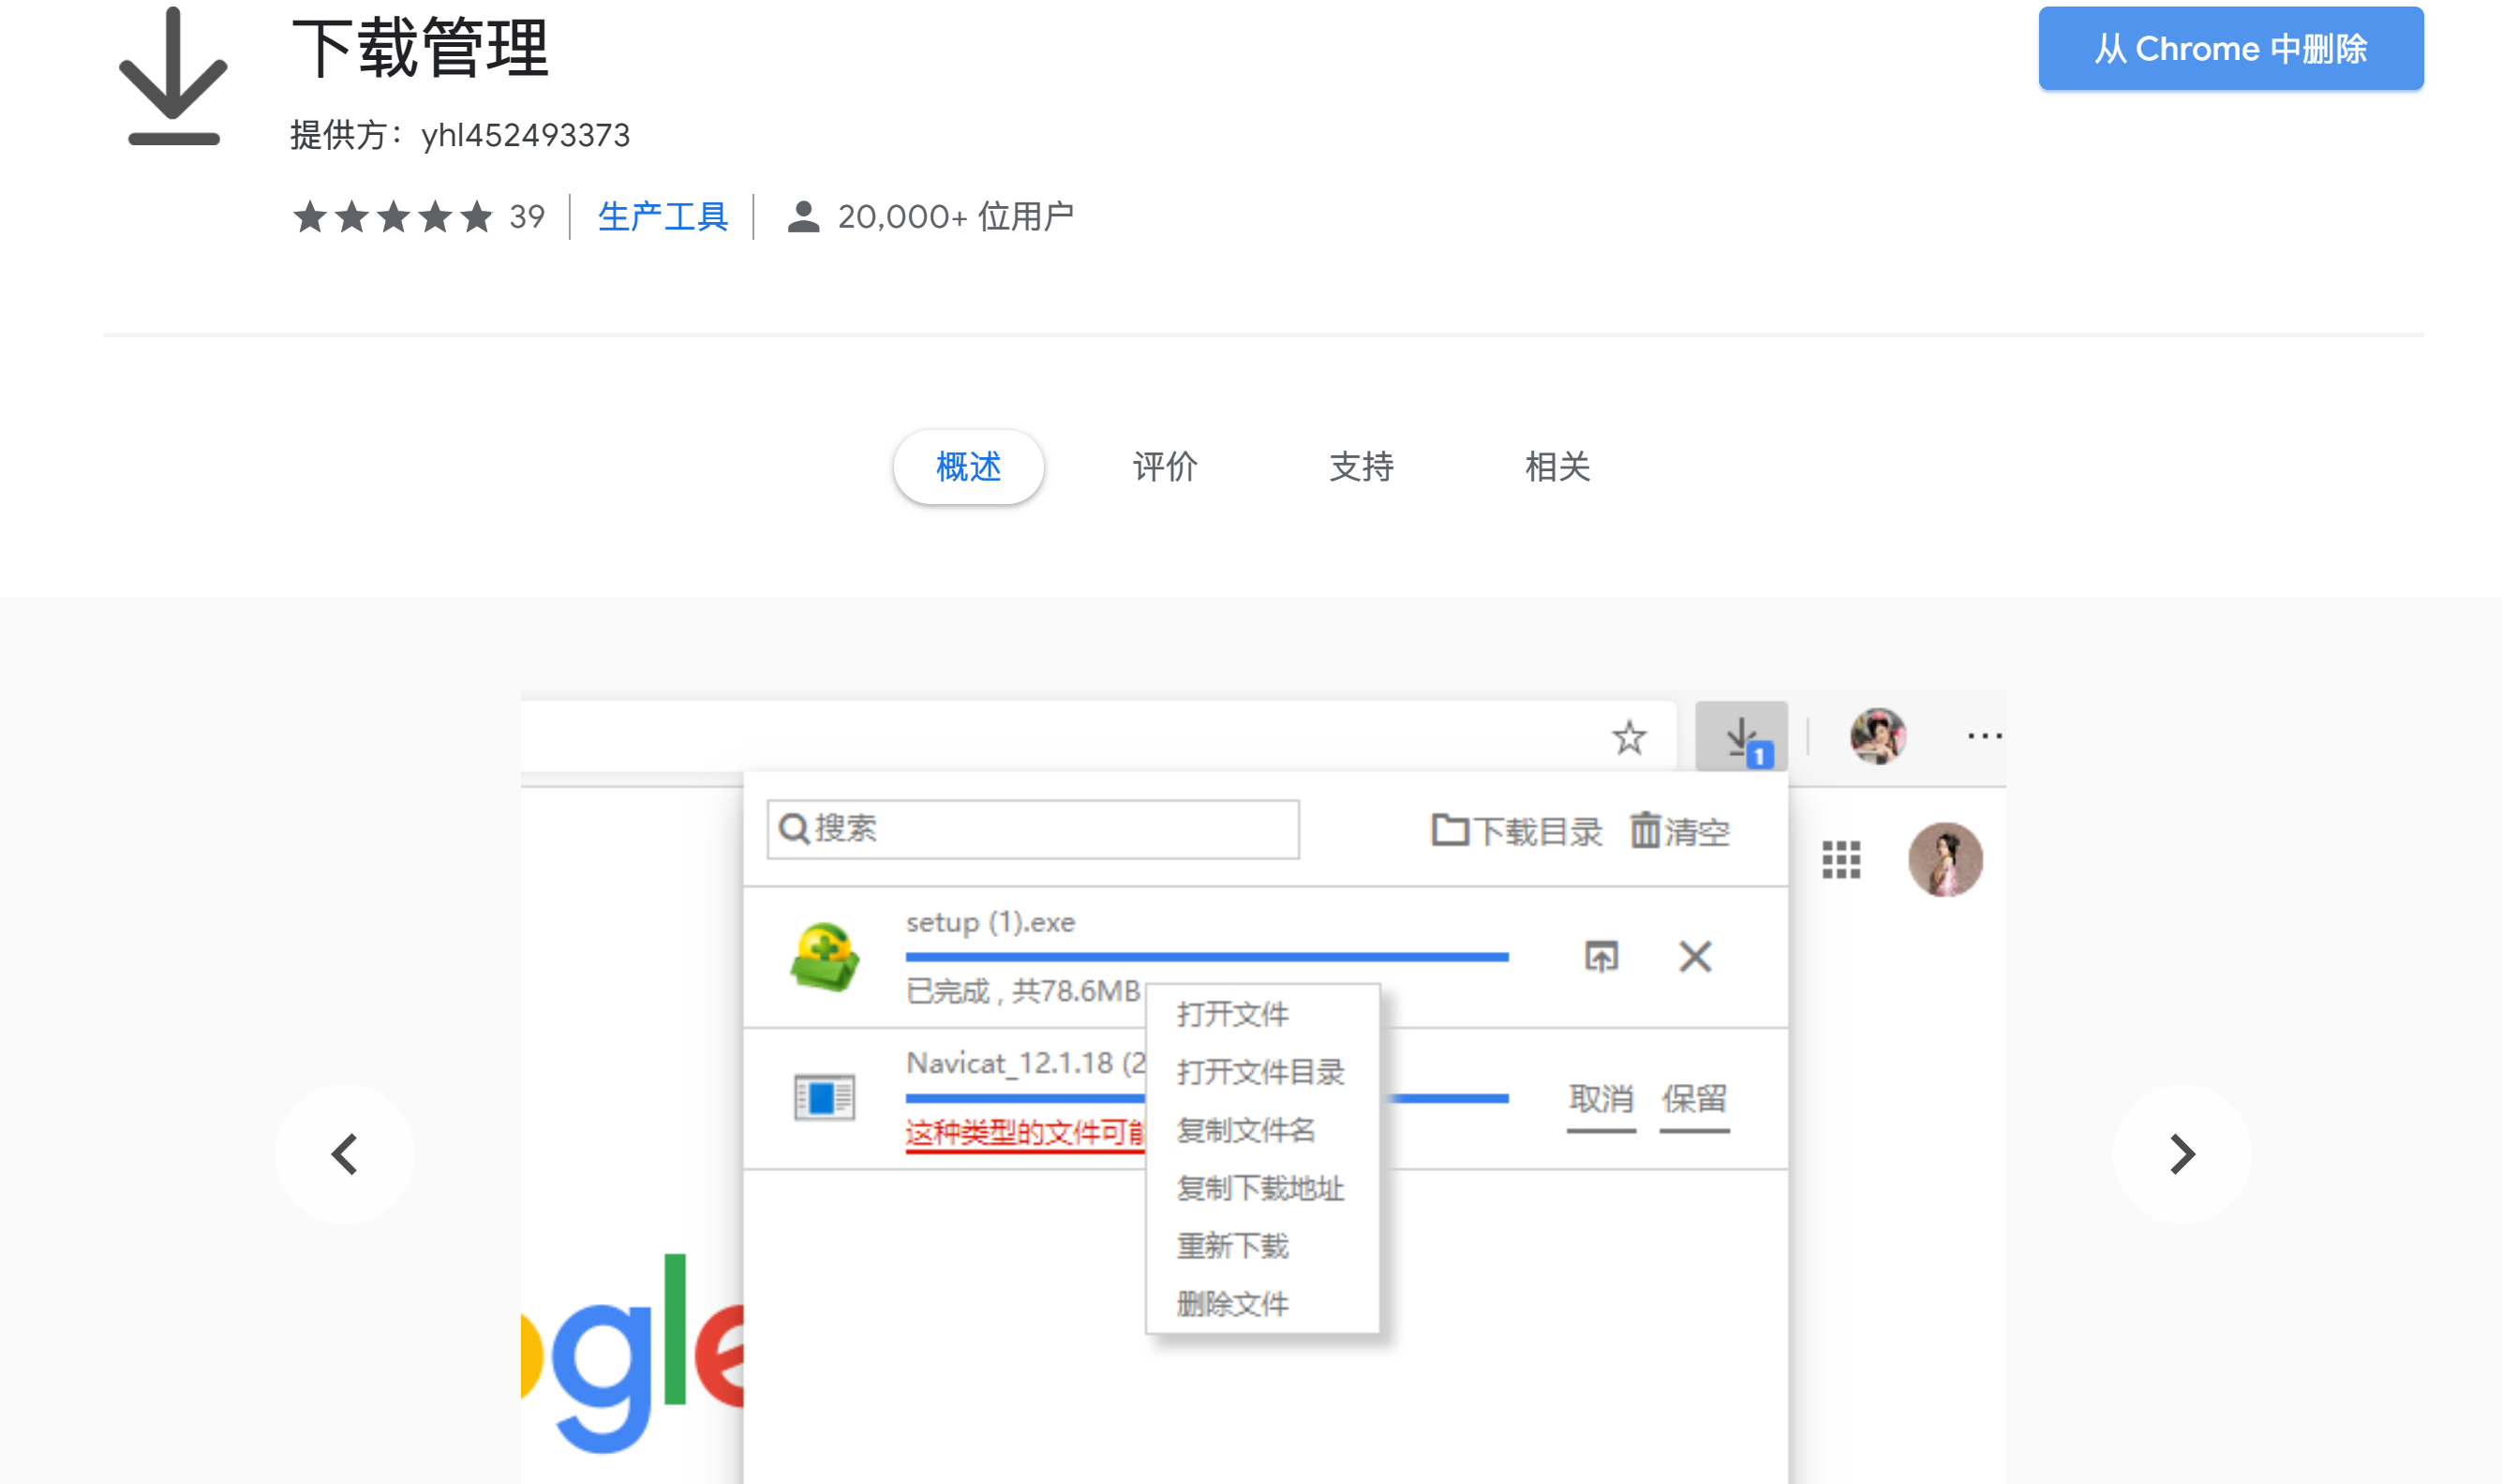 下载管理
从 Chrome 中删除
提供方：yhl452493373
39
生产工具
20,000+ 位用户
概述
评价
支持
相关
1
搜索
下载目录
清空
setup (1).exe
已完成 , 共78.6MB
打开文件
打开文件目录
复制文件名
复制下载地址
重新下载
删除文件
Navicat_12.1.18 (2
取消
保留
这种类型的文件可能
ogle